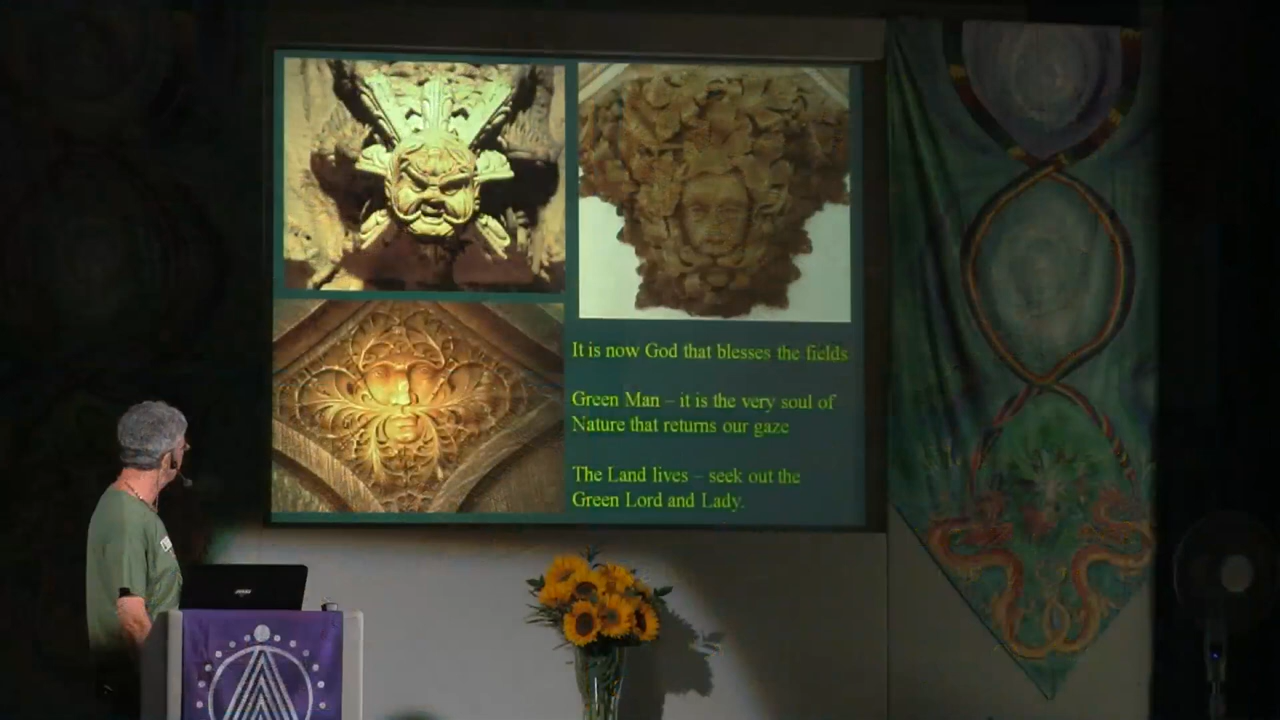 It is now God that blesses the fields
Green Man – it is the very soul of
Nature that returns our gaze
The Land lives – seek out the
Green Lord and Lady.